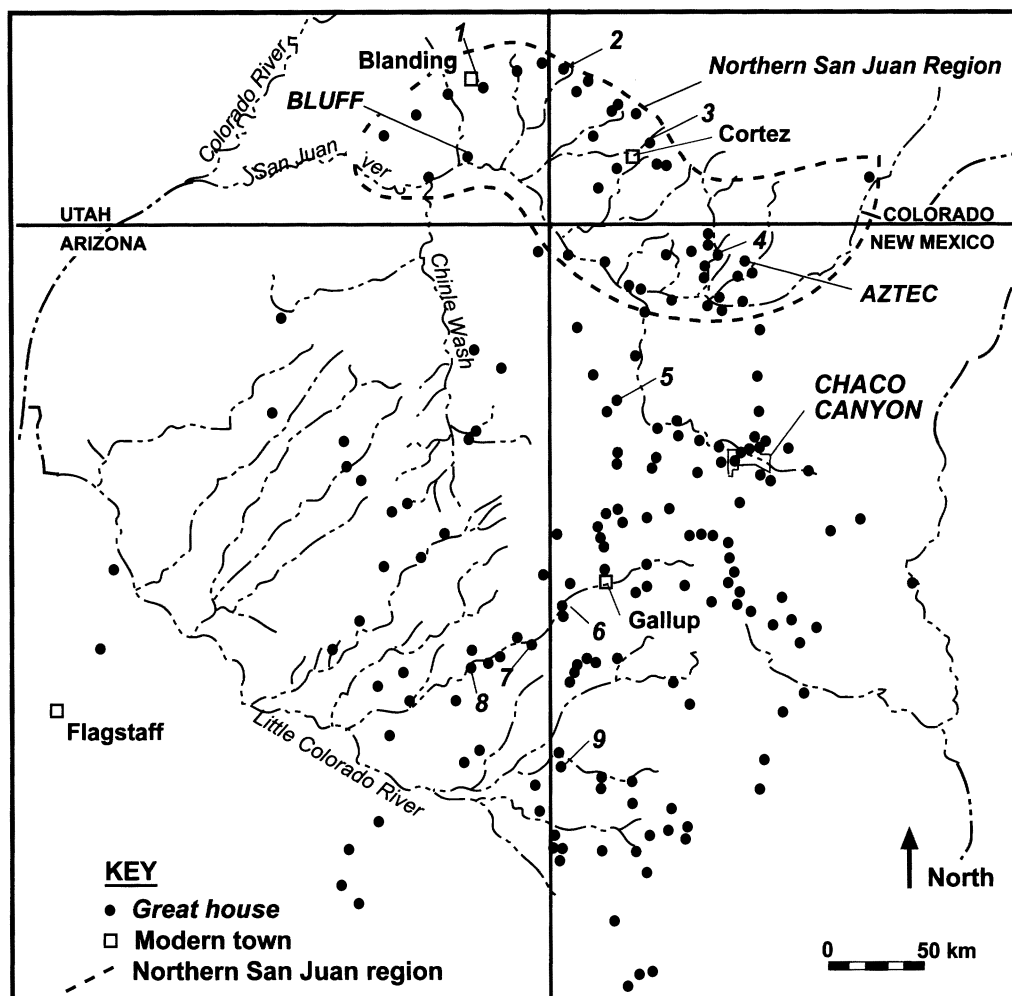 1
2
Blanding
Northern San Juan Region
BLUFF
Colorado River
3
Cortez
San Juan
ver
UTAH
COLORADO
ARIZONA
NEW MEXICO
4
AZTEC
Chinle Wash
5
CHACO
CANYON
6
Gallup
7
8
Flagstaff
Little Colorado River
9
KEY
Great house
Modern town
Northern San Juan region
North
0
50 km